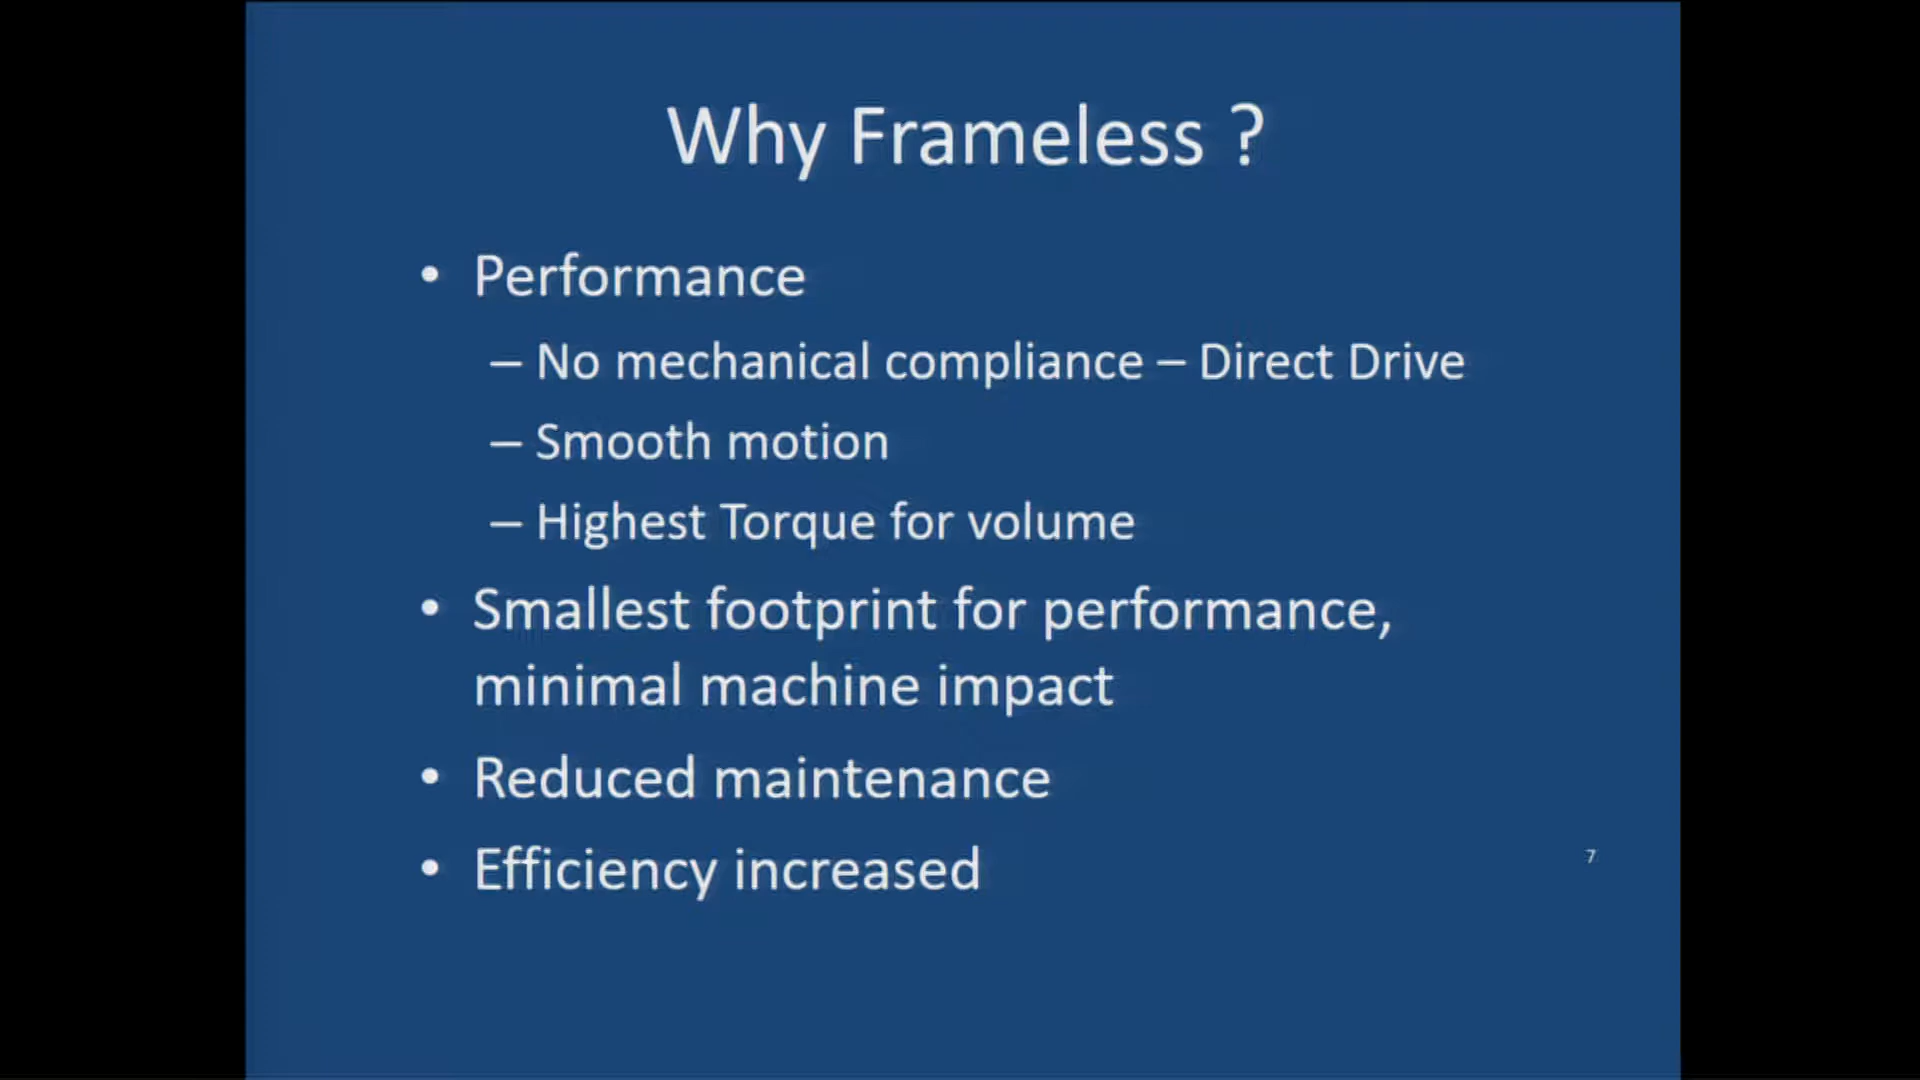 Why Frameless ?
• Performance
– No mechanical compliance – Direct Drive
– Smooth motion
– Highest Torque for volume
• Smallest footprint for performance,
minimal machine impact
• Reduced maintenance
• Efficiency increased
7